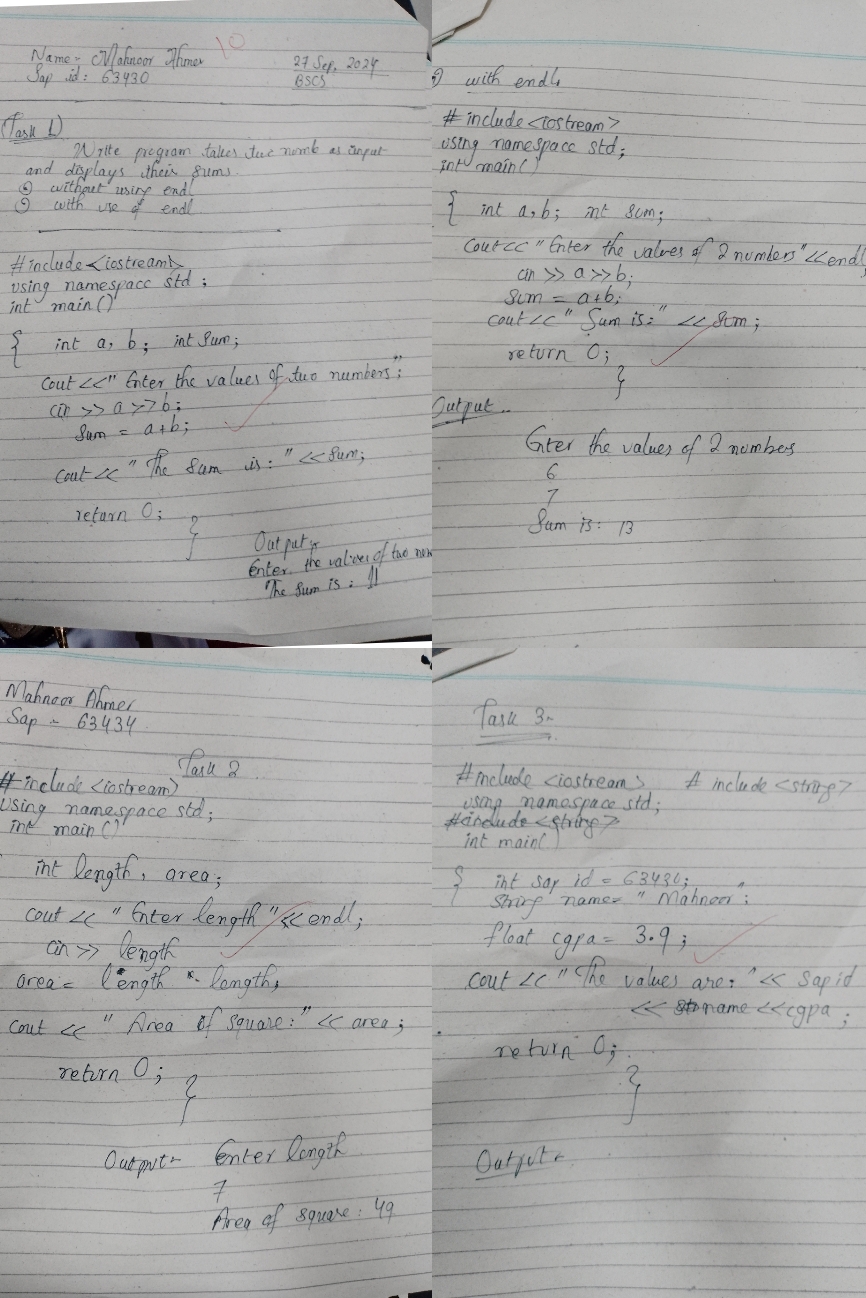 Name:- Mahnoor Ahmer
10
Sap id: 63430
27 Sep, 2024
BSCS
(Task 1)
Write program takes two numb as input
and displays their sums.
① without using endl
② with use of endl
#include <iostream>
using namespace std ;
int main()
{ int a, b; int sum;
cout << " Enter the values of two numbers";
cin >> a >> b;
sum = a+b;
cout << " The sum is: " << sum;
return 0;
}
Output:-
Enter the values of two
The sum is : 11
② with endl
# include <iostream>
using namespace std;
int main()
{ int a, b; int sum;
cout << " Enter the values of 2 numbers" << endl;
cin >> a >> b;
sum = a+b;
cout << " Sum is:" << sum;
return 0;
}
Output:-
Enter the values of 2 numbers
6
7
Sum is: 13
Mahnoor Ahmer
Sap - 63434
Task 2
# include <iostream>
using namespace std;
int main()
int length, area;
cout << " Enter length " << endl;
cin >> length
area = length * length;
cout << " Area of square:" << area;
return 0;
}
Output:- Enter length
7
Area of square: 49
Task 3:-
#include <iostream> # include <string>
using namespace std;
#include <string>
int main()
{ int sap id = 63430;
string name= " Mahnoor";
float cgpa = 3.9;
cout << " The values are: " << sap id
<< name << cgpa ;
return 0;
}
Output:-